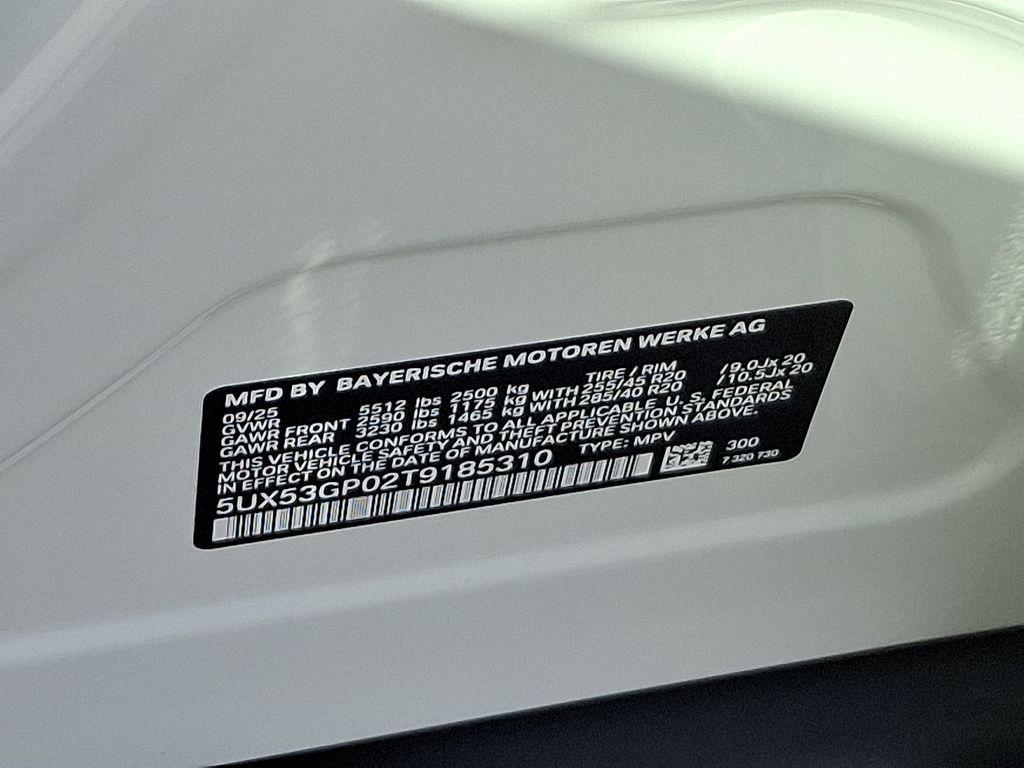 MFD BY BAYERISCHE MOTOREN WERKE AG
09/25 TIRE / RIM
GVWR 5512 lbs 2500 kg
GAWR FRONT 2590 lbs 1175 kg WITH 255/45 R20 /9.0Jx20
GAWR REAR 3230 lbs 1465 kg WITH 285/40 R20 /10.5Jx20
THIS VEHICLE CONFORMS TO ALL APPLICABLE U. S. FEDERAL
MOTOR VEHICLE SAFETY AND THEFT PREVENTION STANDARDS
IN EFFECT ON THE DATE OF MANUFACTURE SHOWN ABOVE.
5UX53GP02T9185310 TYPE: MPV
300
7 320 730